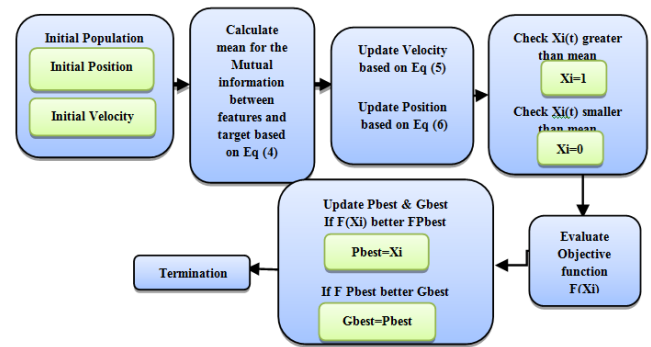 Initial Population
Initial Position
Initial Velocity
Calculate
mean for the
Mutual
information
between
features and
target based
on Eq (4)
Update Velocity
based on Eq (5)
Update Position
based on Eq (6)
Check Xi(t) greater
than mean
Xi=1
Check Xi(t) smaller
than mean
Xi=0
Evaluate
Objective
function
F(Xi)
Update Pbest & Gbest
If F(Xi) better FPbest
Pbest=Xi
If F Pbest better Gbest
Gbest=Pbest
Termination